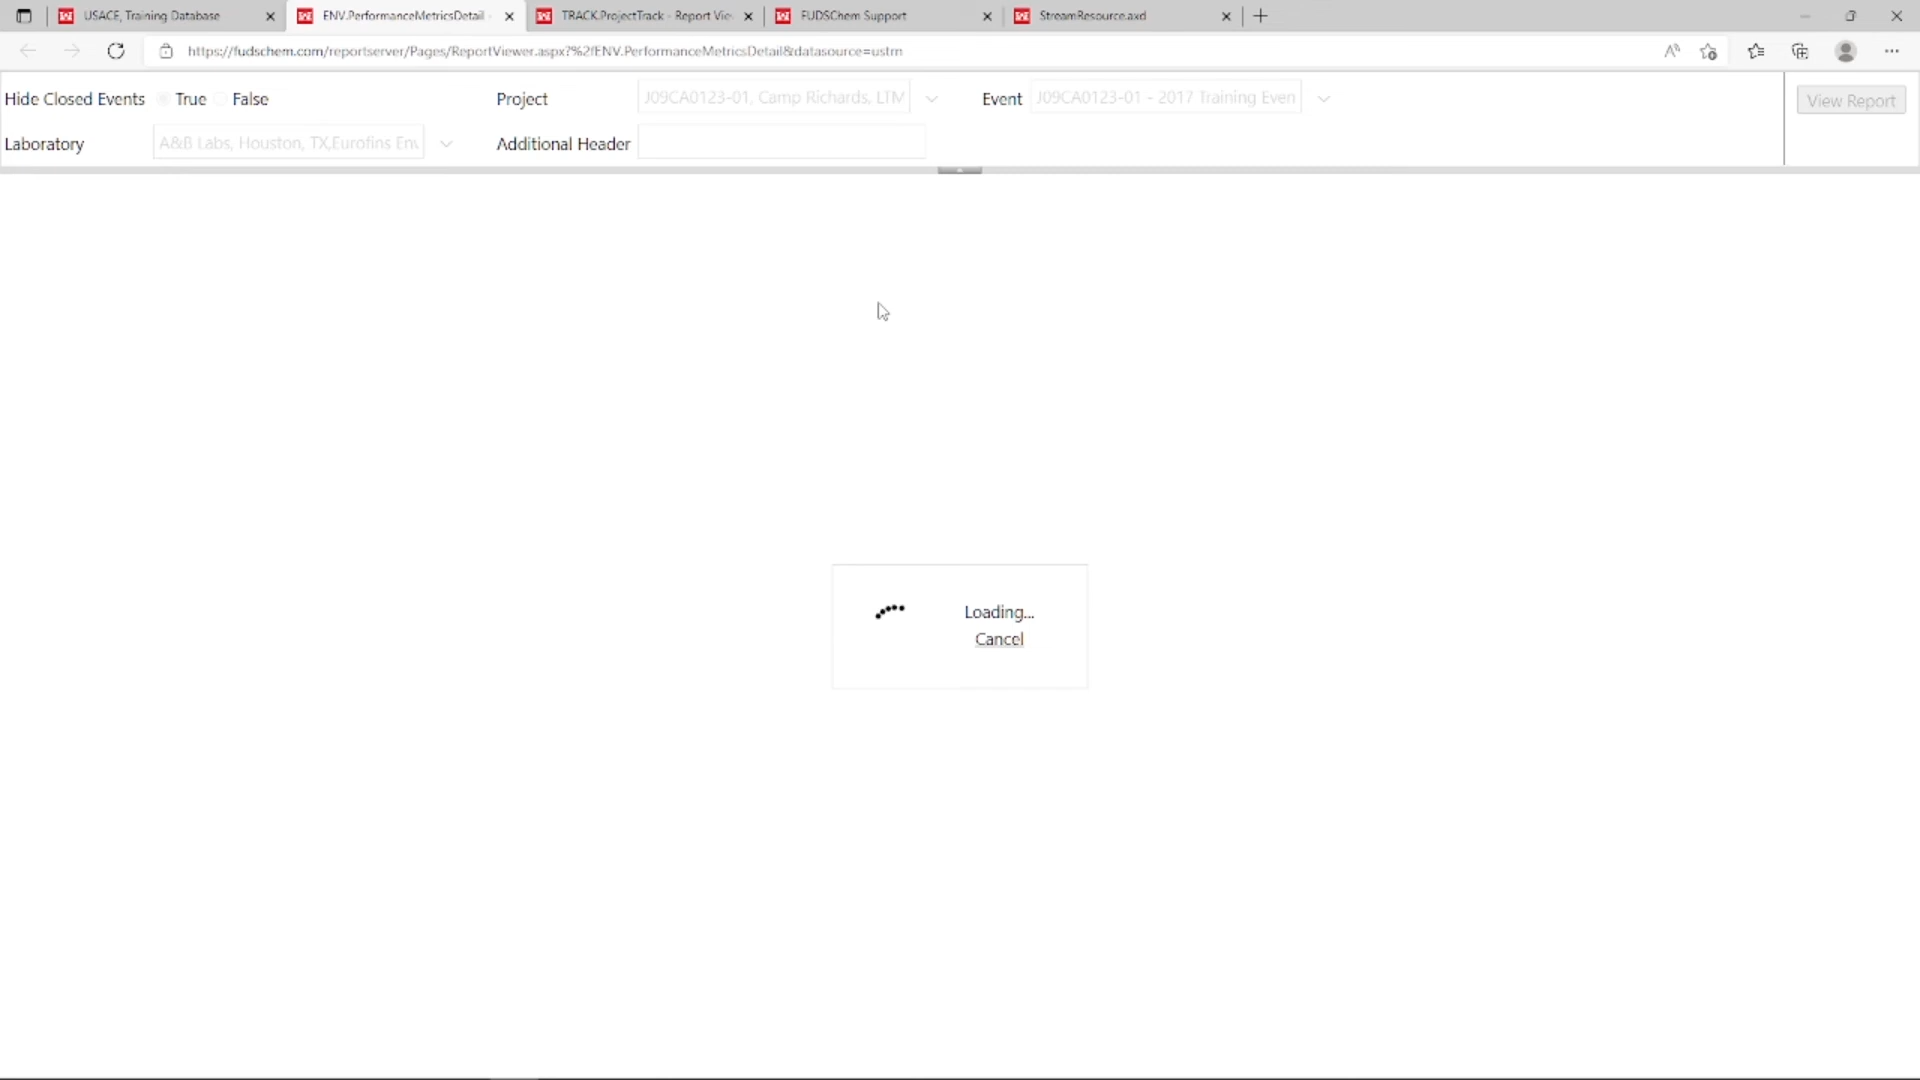 USACE, Training Database
ENV.PerformanceMetricsDetail -
TRACK.ProjectTrack - Report Vie
FUDSChem Support
StreamResource.axd
https://fudschem.com/reportserver/Pages/ReportViewer.aspx?%2fENV.PerformanceMetricsDetail&datasource=ustrn
Hide Closed Events True False Project J09CA0123-01, Camp Richards, LTM Event J09CA0123-01 - 2017 Training Even View Report
Laboratory A&B Labs, Houston, TX,Eurofins Env Additional Header
Loading...
Cancel